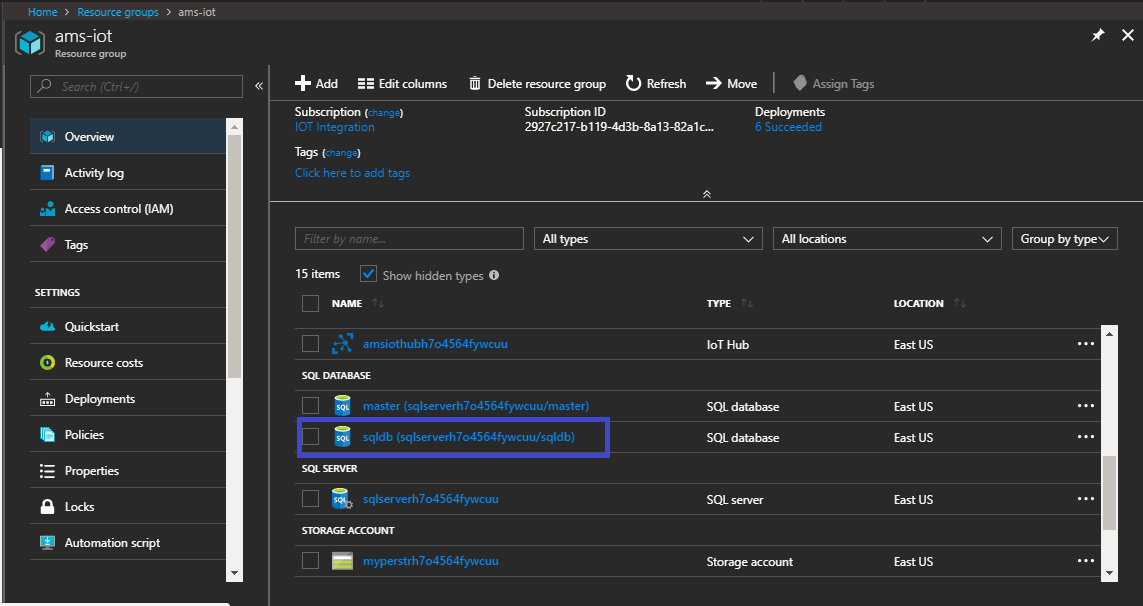 Home > Resource groups > ams-iot
ams-iot
Resource group
Search (Ctrl+/)
«
Overview
Activity log
Access control (IAM)
Tags
SETTINGS
Quickstart
Resource costs
Deployments
Policies
Properties
Locks
Automation script
Add Edit columns Delete resource group Refresh Move Assign Tags
Subscription (change) Subscription ID Deployments
IOT Integration 2927c217-b119-4d3b-8a13-82a1c... 6 Succeeded
Tags (change)
Click here to add tags
Filter by name... All types All locations Group by type
15 items Show hidden types
NAME TYPE LOCATION
amsiothubh7o4564fywcuu IoT Hub East US ...
SQL DATABASE
master (sqlserverh7o4564fywcuu/master) SQL database East US ...
sqldb (sqlserverh7o4564fywcuu/sqldb) SQL database East US ...
SQL SERVER
sqlserverh7o4564fywcuu SQL server East US ...
STORAGE ACCOUNT
myperstrh7o4564fywcuu Storage account East US ...